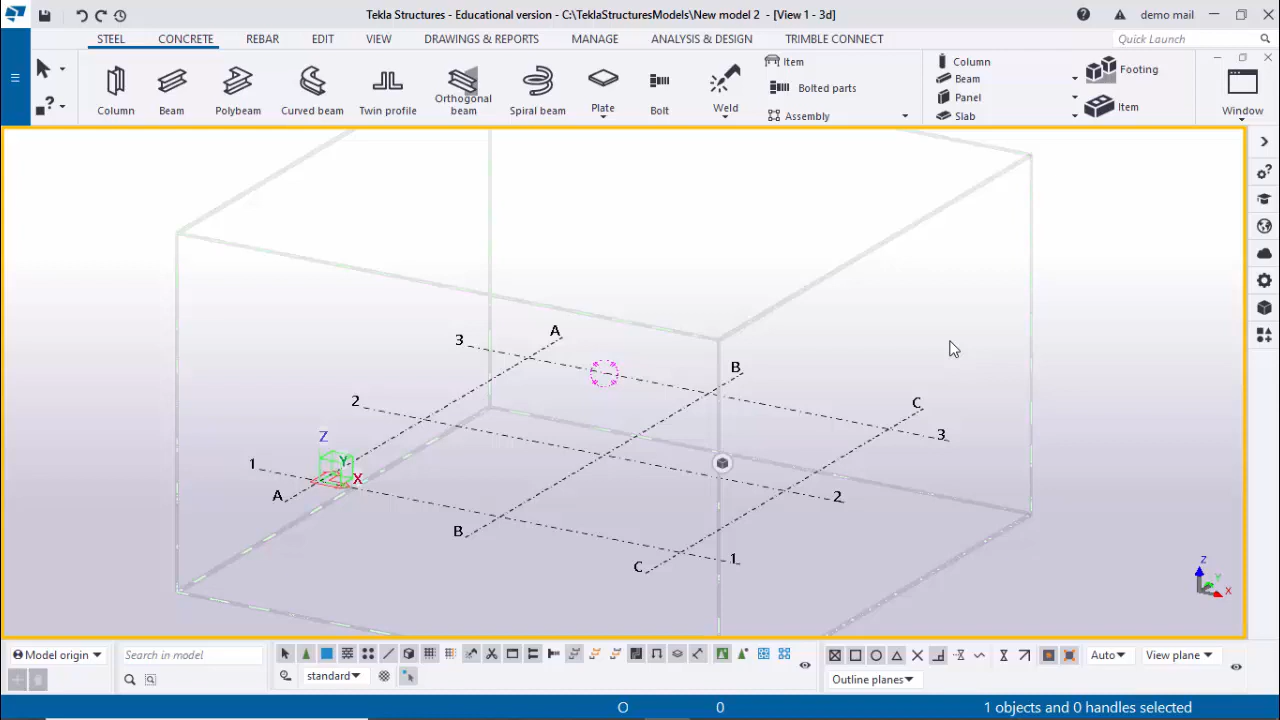 Tekla Structures - Educational version - C:\TeklaStructuresModels\New model 2 - [View 1 - 3d]
demo mail
STEEL CONCRETE REBAR EDIT VIEW DRAWINGS & REPORTS MANAGE ANALYSIS & DESIGN TRIMBLE CONNECT
Quick Launch
Column
Beam
Polybeam
Curved beam
Twin profile
Orthogonal
beam
Spiral beam
Plate
Bolt
Weld
Item
Bolted parts
Assembly
Column
Beam
Panel
Slab
Footing
Item
Window
A
3
B
2
C
3
Z
Y
1
X
A
2
B
1
C
Z
Y
X
Model origin
Search in model
standard
Auto
View plane
Outline planes
O 0
1 objects and 0 handles selected